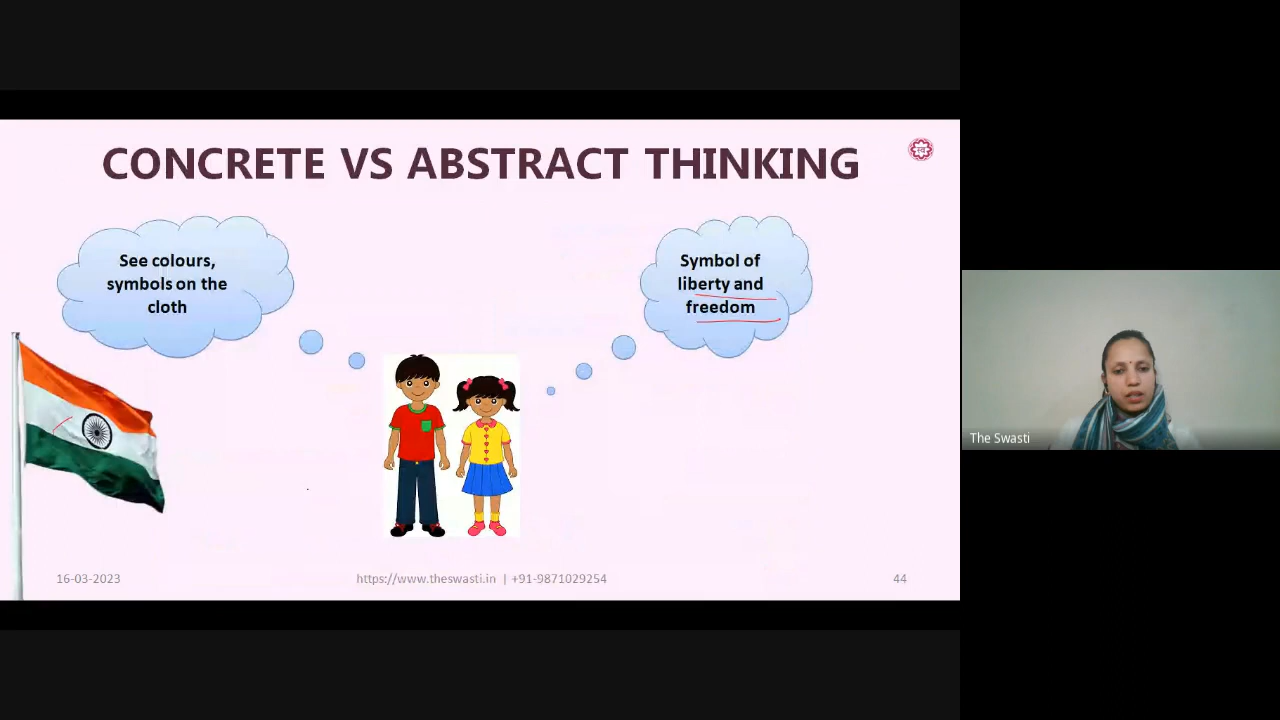 CONCRETE VS ABSTRACT THINKING
See colours,
symbols on the
cloth
Symbol of
liberty and
freedom
The Swasti
16-03-2023
https://www.theswasti.in | +91-9871029254
44